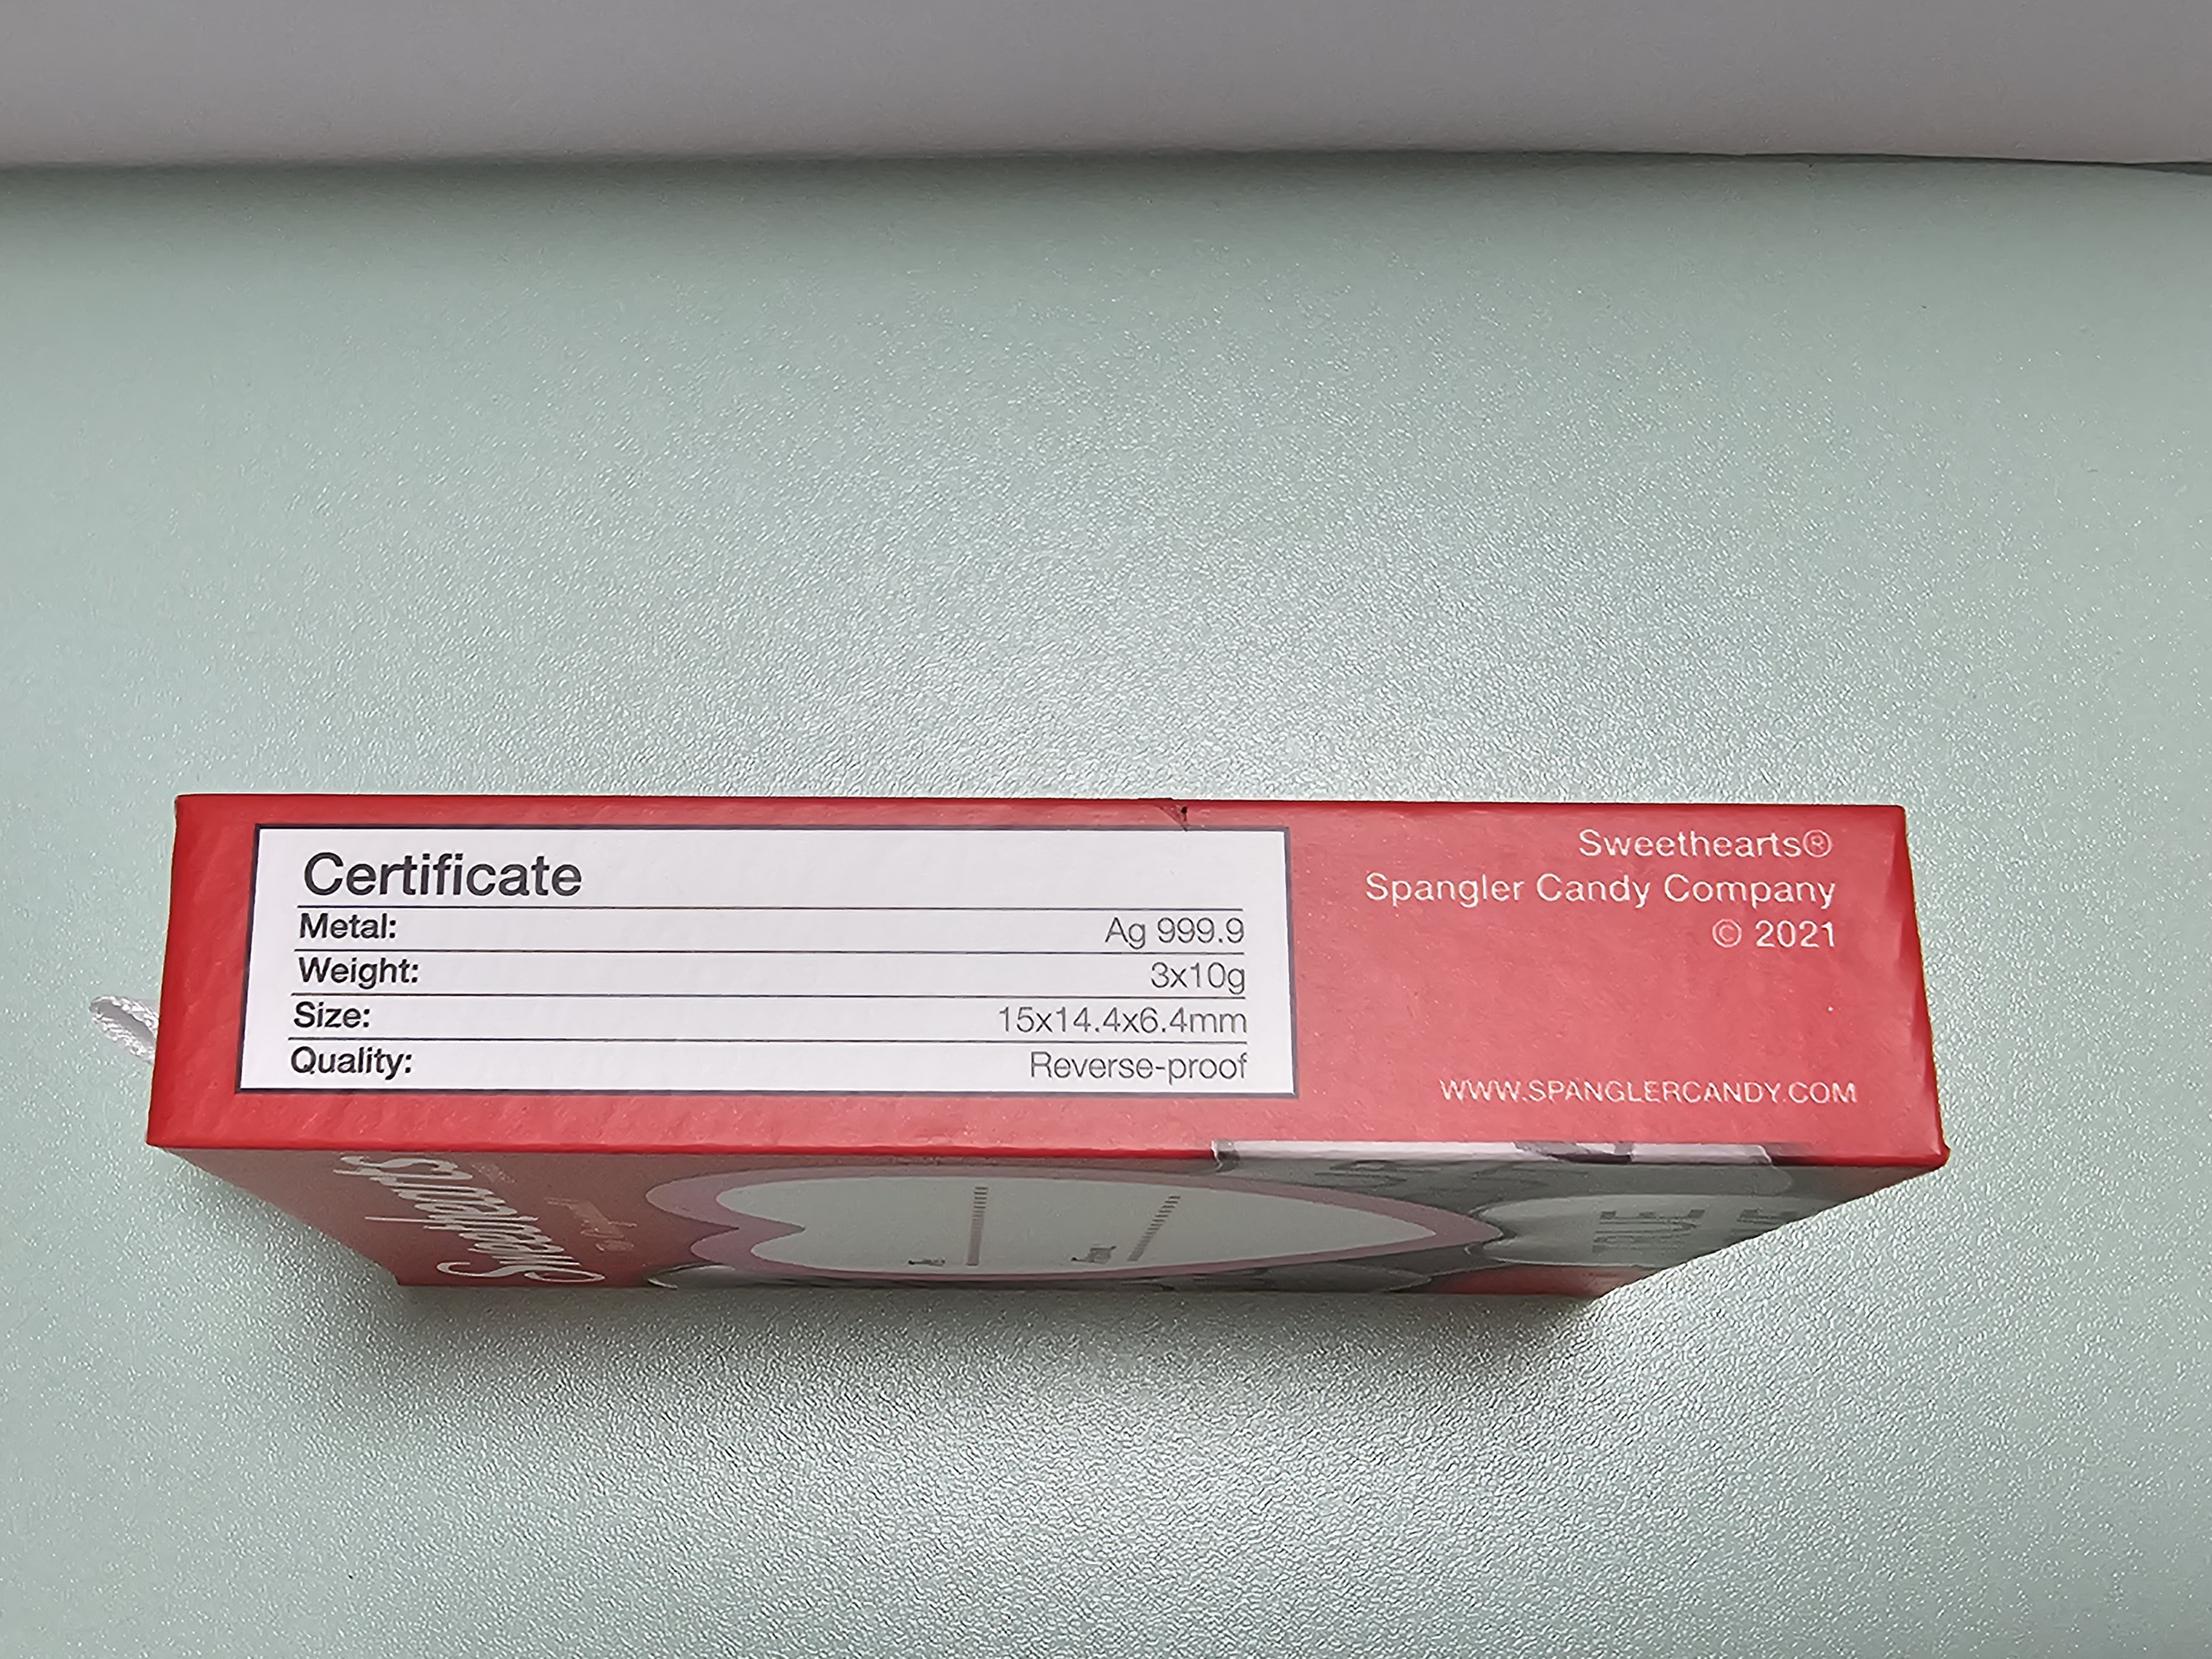 Certificate
Metal: Ag 999.9
Weight: 3x10g
Size: 15x14.4x6.4mm
Quality: Reverse-proof
Sweethearts®
Spangler Candy Company
© 2021
WWW.SPANGLERCANDY.COM
Sweethearts
TRUE